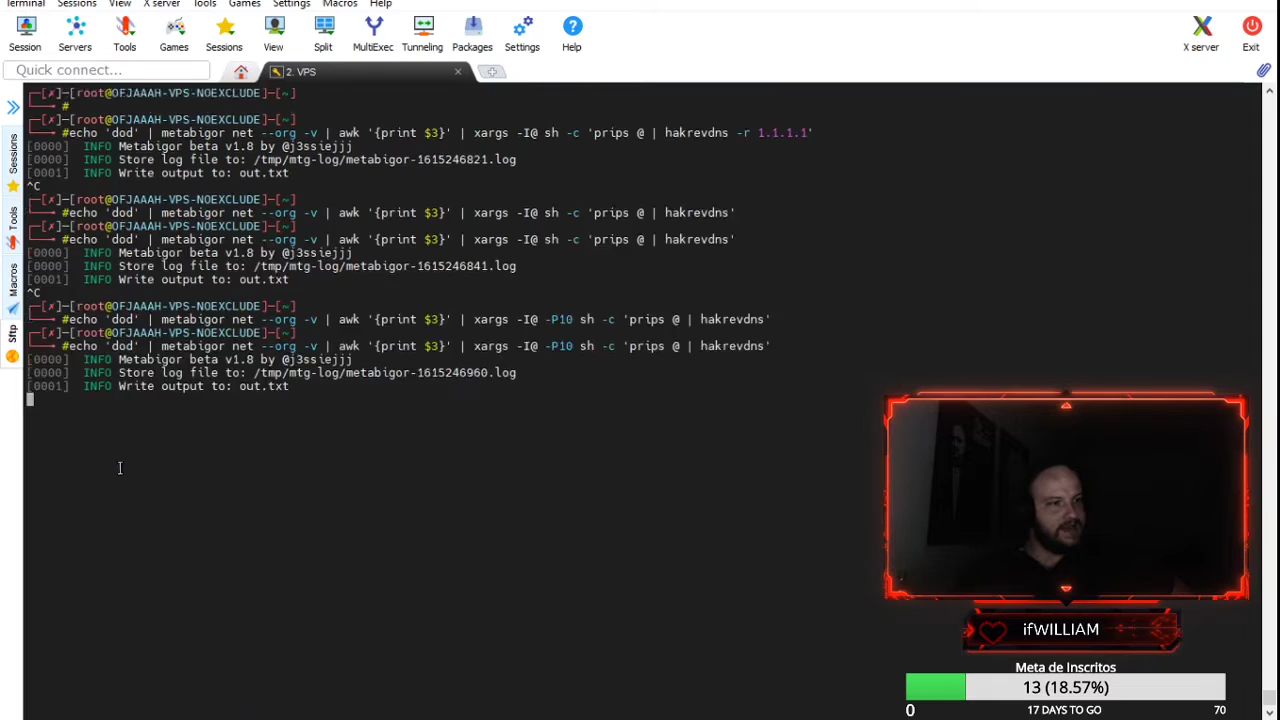 Terminal Sessions View X server Tools Games Settings Macros Help
Session Servers Tools Games Sessions View Split MultiExec Tunneling Packages Settings Help X server Exit
Quick connect... 2. VPS
┌─[✗]─[root@OFJAAAH-VPS-NOEXCLUDE]─[~]
└──╼ #
┌─[✗]─[root@OFJAAAH-VPS-NOEXCLUDE]─[~]
└──╼ #echo 'dod' | metabigor net --org -v | awk '{print $3}' | xargs -I@ sh -c 'prips @ | hakrevdns -r 1.1.1.1'
[0000] INFO Metabigor beta v1.8 by @j3ssiejjj
[0000] INFO Store log file to: /tmp/mtg-log/metabigor-1615246821.log
[0001] INFO Write output to: out.txt
^C
┌─[✗]─[root@OFJAAAH-VPS-NOEXCLUDE]─[~]
└──╼ #echo 'dod' | metabigor net --org -v | awk '{print $3}' | xargs -I@ sh -c 'prips @ | hakrevdns'
┌─[✗]─[root@OFJAAAH-VPS-NOEXCLUDE]─[~]
└──╼ #echo 'dod' | metabigor net --org -v | awk '{print $3}' | xargs -I@ sh -c 'prips @ | hakrevdns'
[0000] INFO Metabigor beta v1.8 by @j3ssiejjj
[0000] INFO Store log file to: /tmp/mtg-log/metabigor-1615246841.log
[0001] INFO Write output to: out.txt
^C
┌─[✗]─[root@OFJAAAH-VPS-NOEXCLUDE]─[~]
└──╼ #echo 'dod' | metabigor net --org -v | awk '{print $3}' | xargs -I@ -P10 sh -c 'prips @ | hakrevdns'
┌─[✗]─[root@OFJAAAH-VPS-NOEXCLUDE]─[~]
└──╼ #echo 'dod' | metabigor net --org -v | awk '{print $3}' | xargs -I@ -P10 sh -c 'prips @ | hakrevdns'
[0000] INFO Metabigor beta v1.8 by @j3ssiejjj
[0000] INFO Store log file to: /tmp/mtg-log/metabigor-1615246960.log
[0001] INFO Write output to: out.txt
Sessions
Tools
Macros
Sftp
ifWILLIAM
Meta de Inscritos
13 (18.57%)
0 17 DAYS TO GO 70